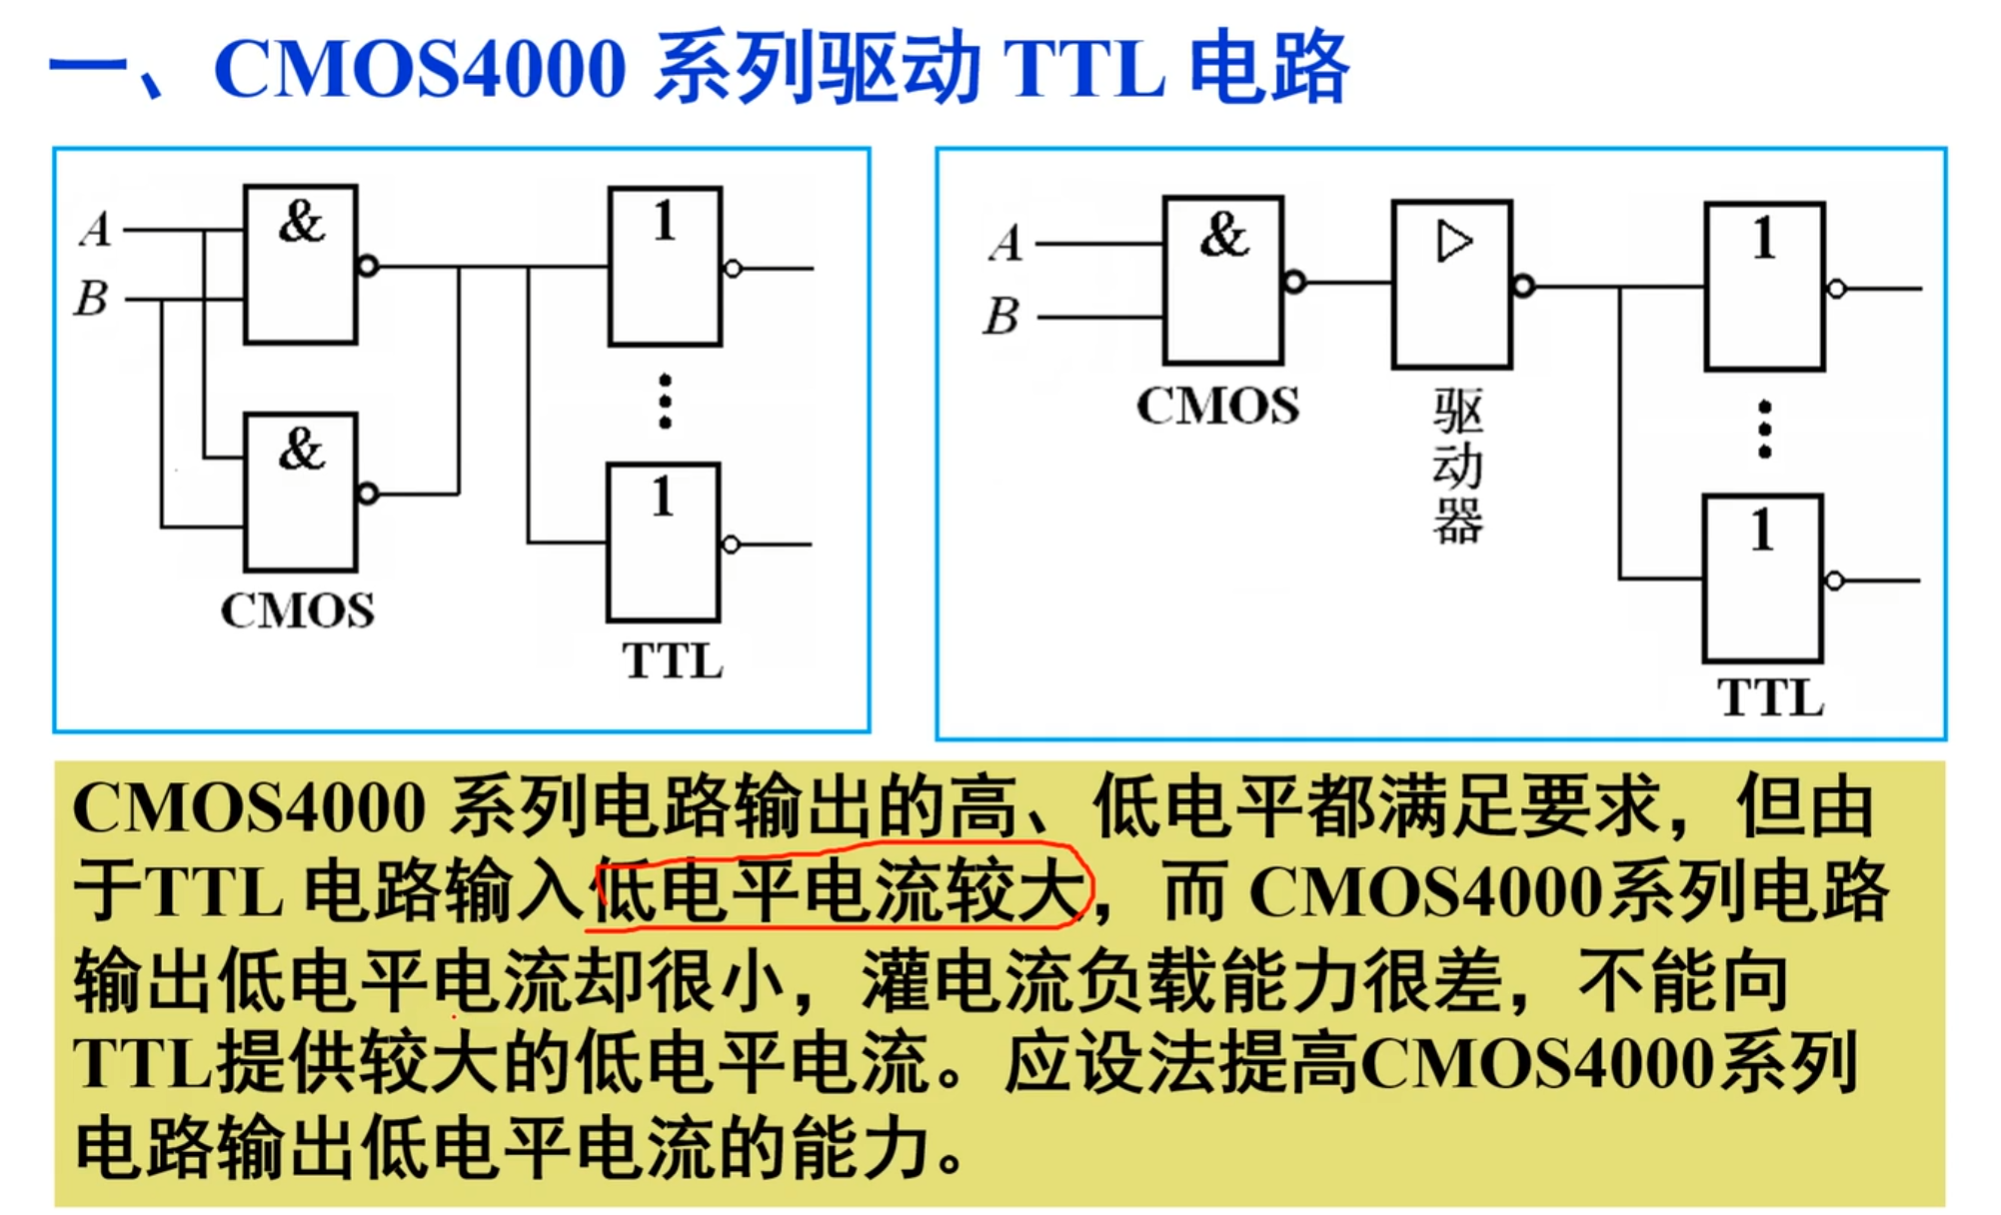 一、CMOS4000 系列驱动 TTL 电路
A
B
&
&
CMOS
1
1
TTL
A
B
&
CMOS
驱动器
1
1
TTL
CMOS4000 系列电路输出的高、低电平都满足要求，但由
于TTL 电路输入低电平电流较大，而 CMOS4000系列电路
输出低电平电流却很小，灌电流负载能力很差，不能向
TTL提供较大的低电平电流。应设法提高CMOS4000系列
电路输出低电平电流的能力。